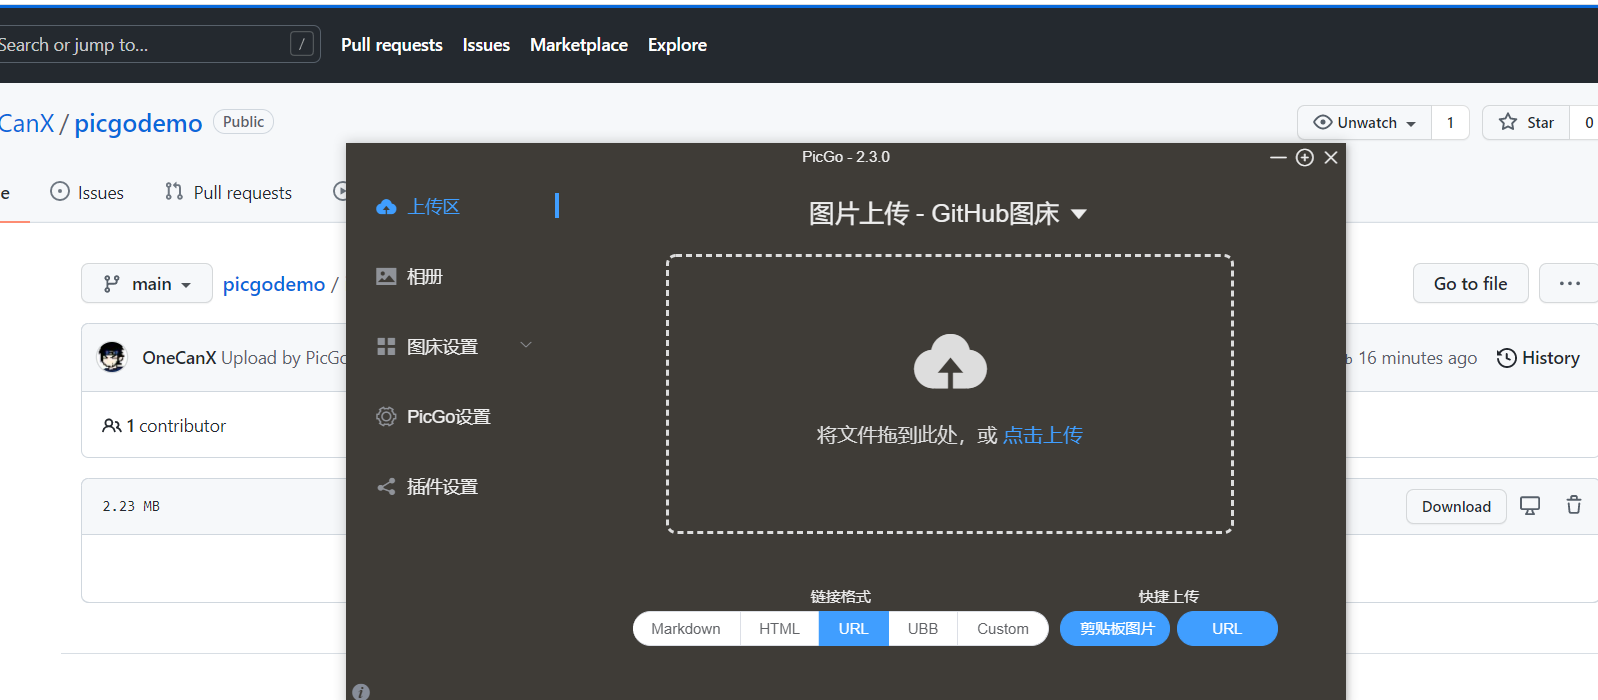 Search or jump to... /
Pull requests Issues Marketplace Explore
CanX / picgodemo Public
Unwatch 1 Star 0
Issues Pull requests
PicGo - 2.3.0
上传区
图片上传 - GitHub图床
相册
图床设置
PicGo设置
插件设置
main picgodemo /
Go to file ...
OneCanX Upload by PicGo
16 minutes ago History
1 contributor
2.23 MB
Download
将文件拖到此处，或 点击上传
链接格式 快捷上传
Markdown HTML URL UBB Custom 剪贴板图片 URL